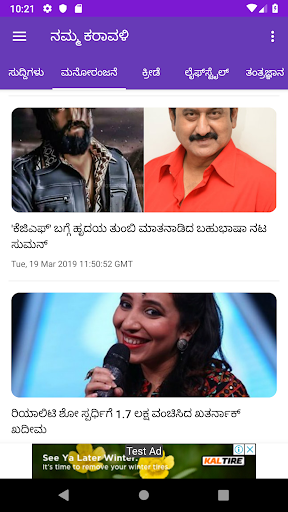 10:21
ನಮ್ಮ ಕರಾವಳಿ
ಸುದ್ದಿಗಳು ಮನೋರಂಜನೆ ಕ್ರೀಡೆ ಲೈಫ್‌ಸ್ಟೈಲ್ ತಂತ್ರಜ್ಞಾನ
'ಕೆಜಿಎಫ್' ಬಗ್ಗೆ ಹೃದಯ ತುಂಬಿ ಮಾತನಾಡಿದ ಬಹುಭಾಷಾ ನಟ
ಸುಮನ್
Tue, 19 Mar 2019 11:50:52 GMT
ರಿಯಾಲಿಟಿ ಶೋ ಸ್ಪರ್ಧಿಗೆ 1.7 ಲಕ್ಷ ವಂಚಿಸಿದ ಖತರ್ನಾಕ್
ಖದೀಮ
Test Ad
See Ya Later Winter.
It's time to remove your winter tires.
KALTIRE